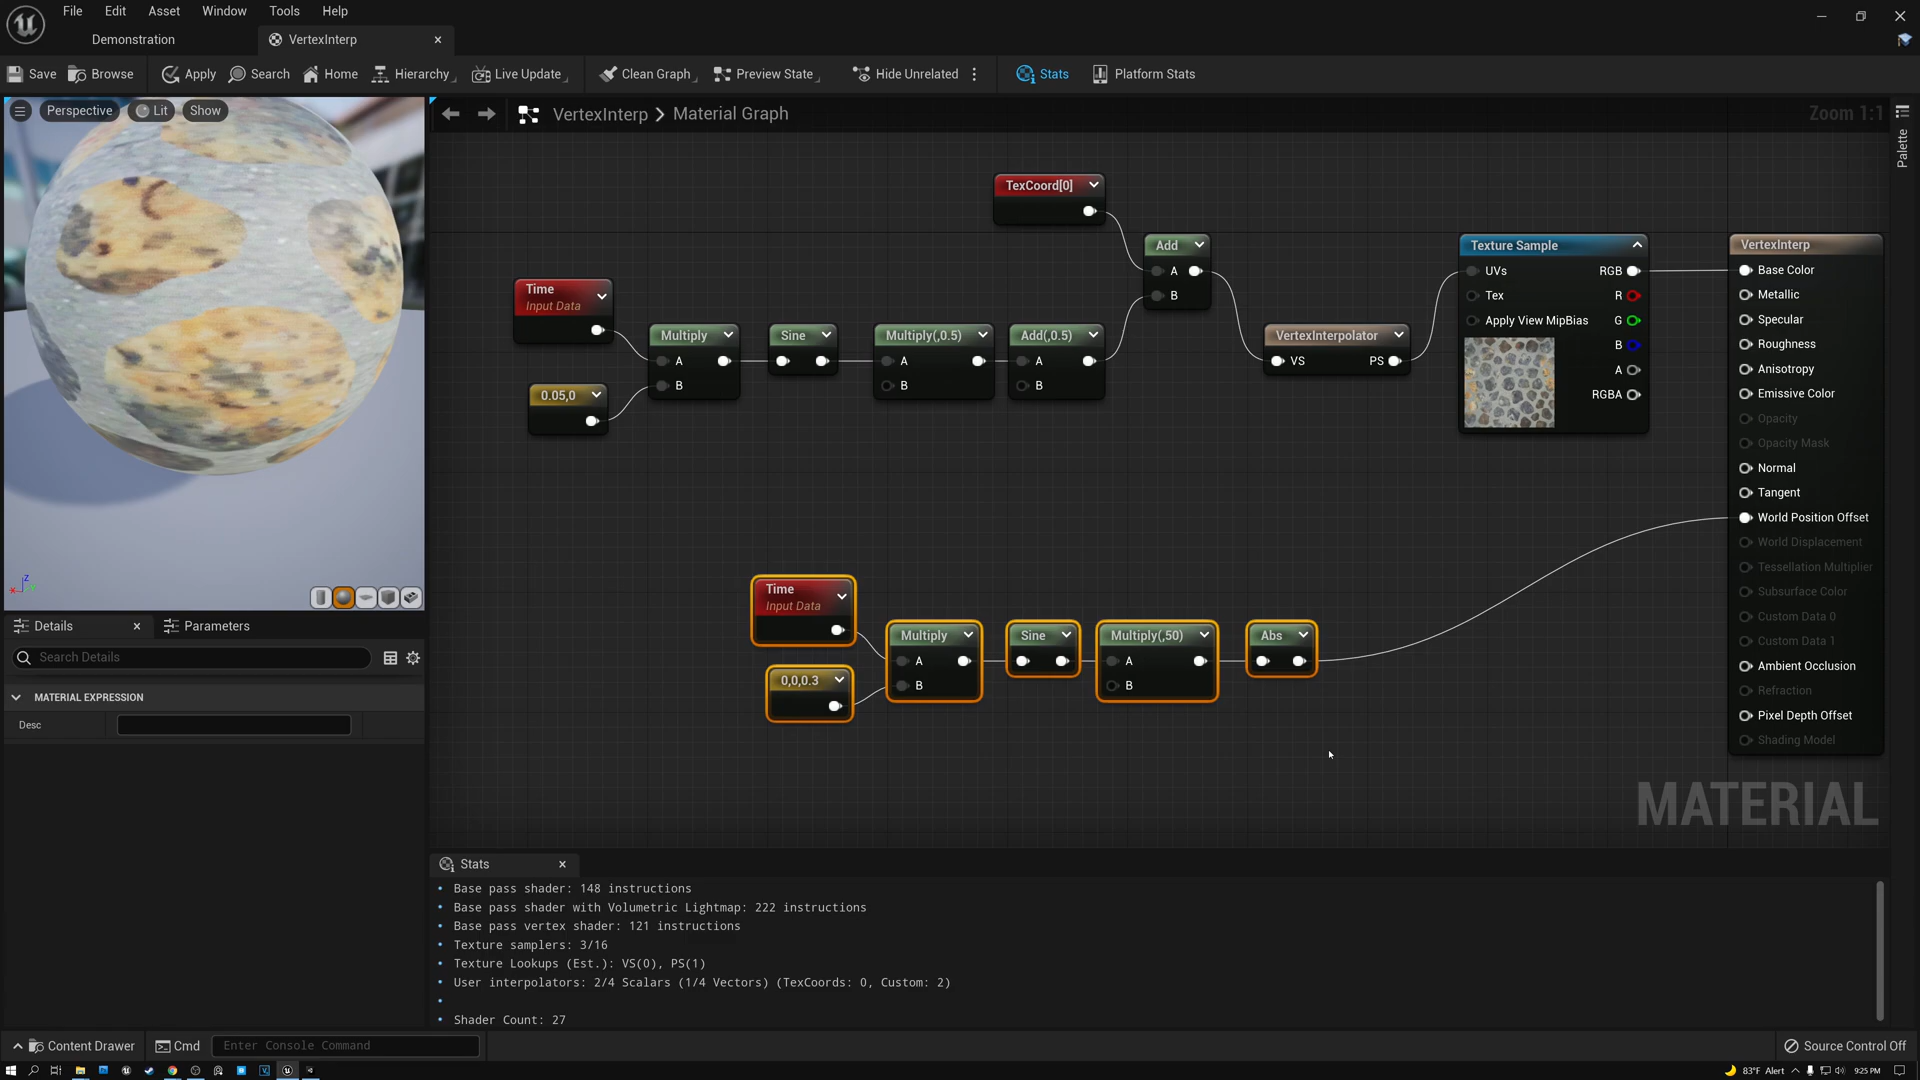 File Edit Asset Window Tools Help
Demonstration VertexInterp
Save Browse Apply Search Home Hierarchy Live Update Clean Graph Preview State Hide Unrelated Stats Platform Stats
Perspective Lit Show
VertexInterp > Material Graph
Zoom 1:1
Palette
TexCoord[0]
Add
A
B
Time
Input Data
0.05,0
Multiply
A
B
Sine
Multiply(,0.5)
A
B
Add(,0.5)
A
B
VertexInterpolator
VS PS
Texture Sample
UVs RGB
Tex R
Apply View MipBias G
B
A
RGBA
VertexInterp
Base Color
Metallic
Specular
Roughness
Anisotropy
Emissive Color
Opacity
Opacity Mask
Normal
Tangent
World Position Offset
World Displacement
Tessellation Multiplier
Subsurface Color
Custom Data 0
Custom Data 1
Ambient Occlusion
Refraction
Pixel Depth Offset
Shading Model
Time
Input Data
0,0,0.3
Multiply
A
B
Sine
Multiply(,50)
A
B
Abs
MATERIAL
Details Parameters
Search Details
MATERIAL EXPRESSION
Desc
Stats
Base pass shader: 148 instructions
Base pass shader with Volumetric Lightmap: 222 instructions
Base pass vertex shader: 121 instructions
Texture samplers: 3/16
Texture Lookups (Est.): VS(0), PS(1)
User interpolators: 2/4 Scalars (1/4 Vectors) (TexCoords: 0, Custom: 2)
Shader Count: 27
Content Drawer Cmd Enter Console Command Source Control Off
83°F Alert 9:25 PM